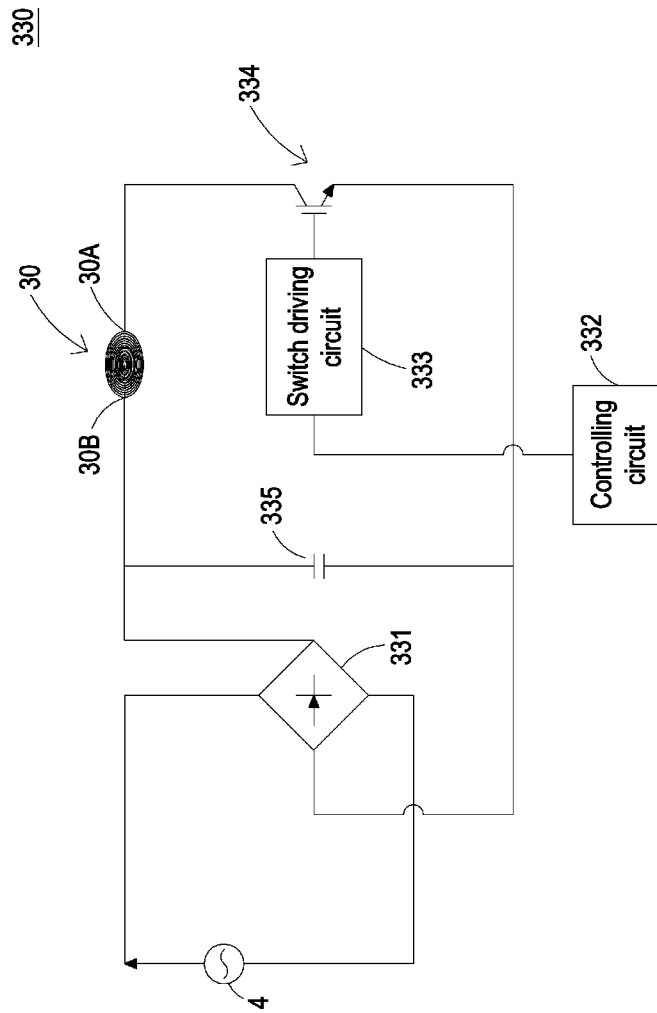 330
334
30
30A
30B
Switch driving
circuit
333
332
Controlling
circuit
335
331
4